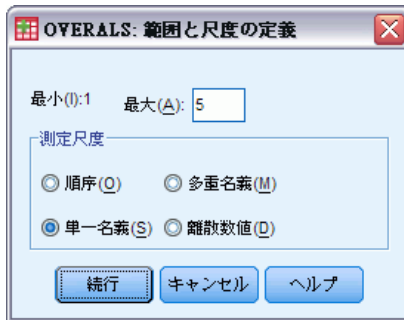 OVERALS: 範囲と尺度の定義
最小(I):1 最大(A): 5
測定尺度
順序(O) 多重名義(M)
単一名義(S) 離散数値(D)
続行 キャンセル ヘルプ